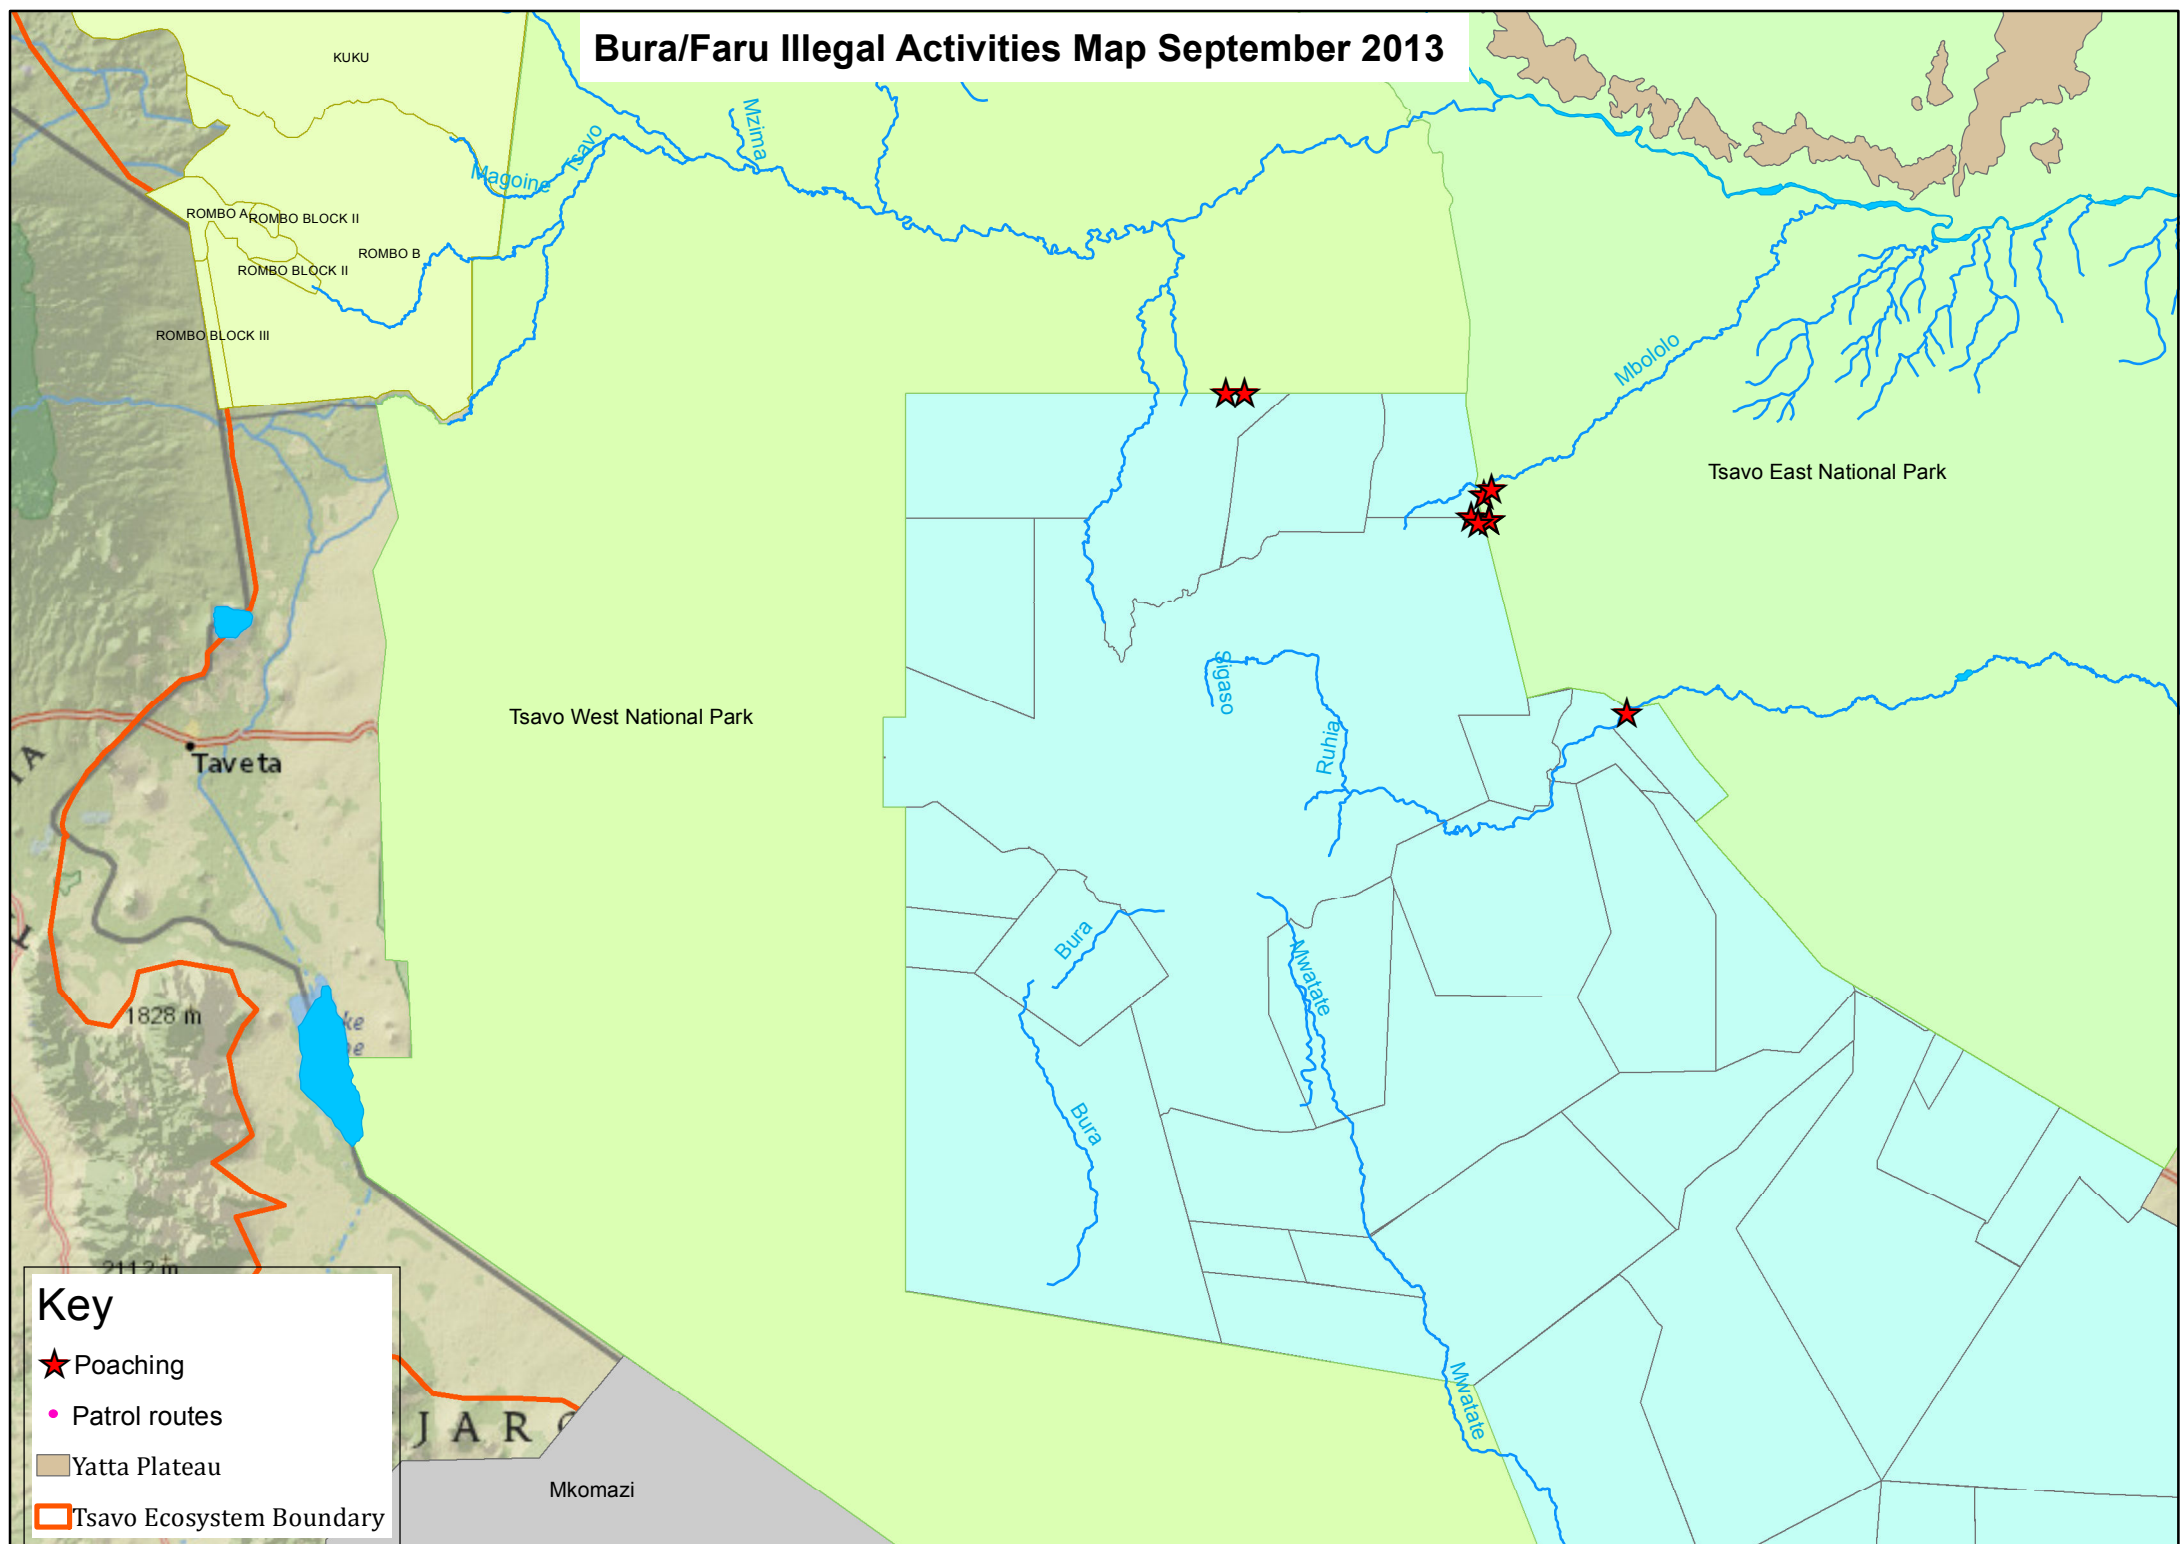 Bura/Faru Illegal Activities Map September 2013
KUKU
Mzima
Tsavo
Magoine
ROMBO A
ROMBO BLOCK II
ROMBO B
ROMBO BLOCK II
ROMBO BLOCK III
Mbololo
Tsavo East National Park
Sigaso
Tsavo West National Park
Ruhia
Taveta
Bura
Mwatate
1828 m
Bura
2112 m
Mwatate
JAR
Mkomazi
Key
Poaching
Patrol routes
Yatta Plateau
Tsavo Ecosystem Boundary